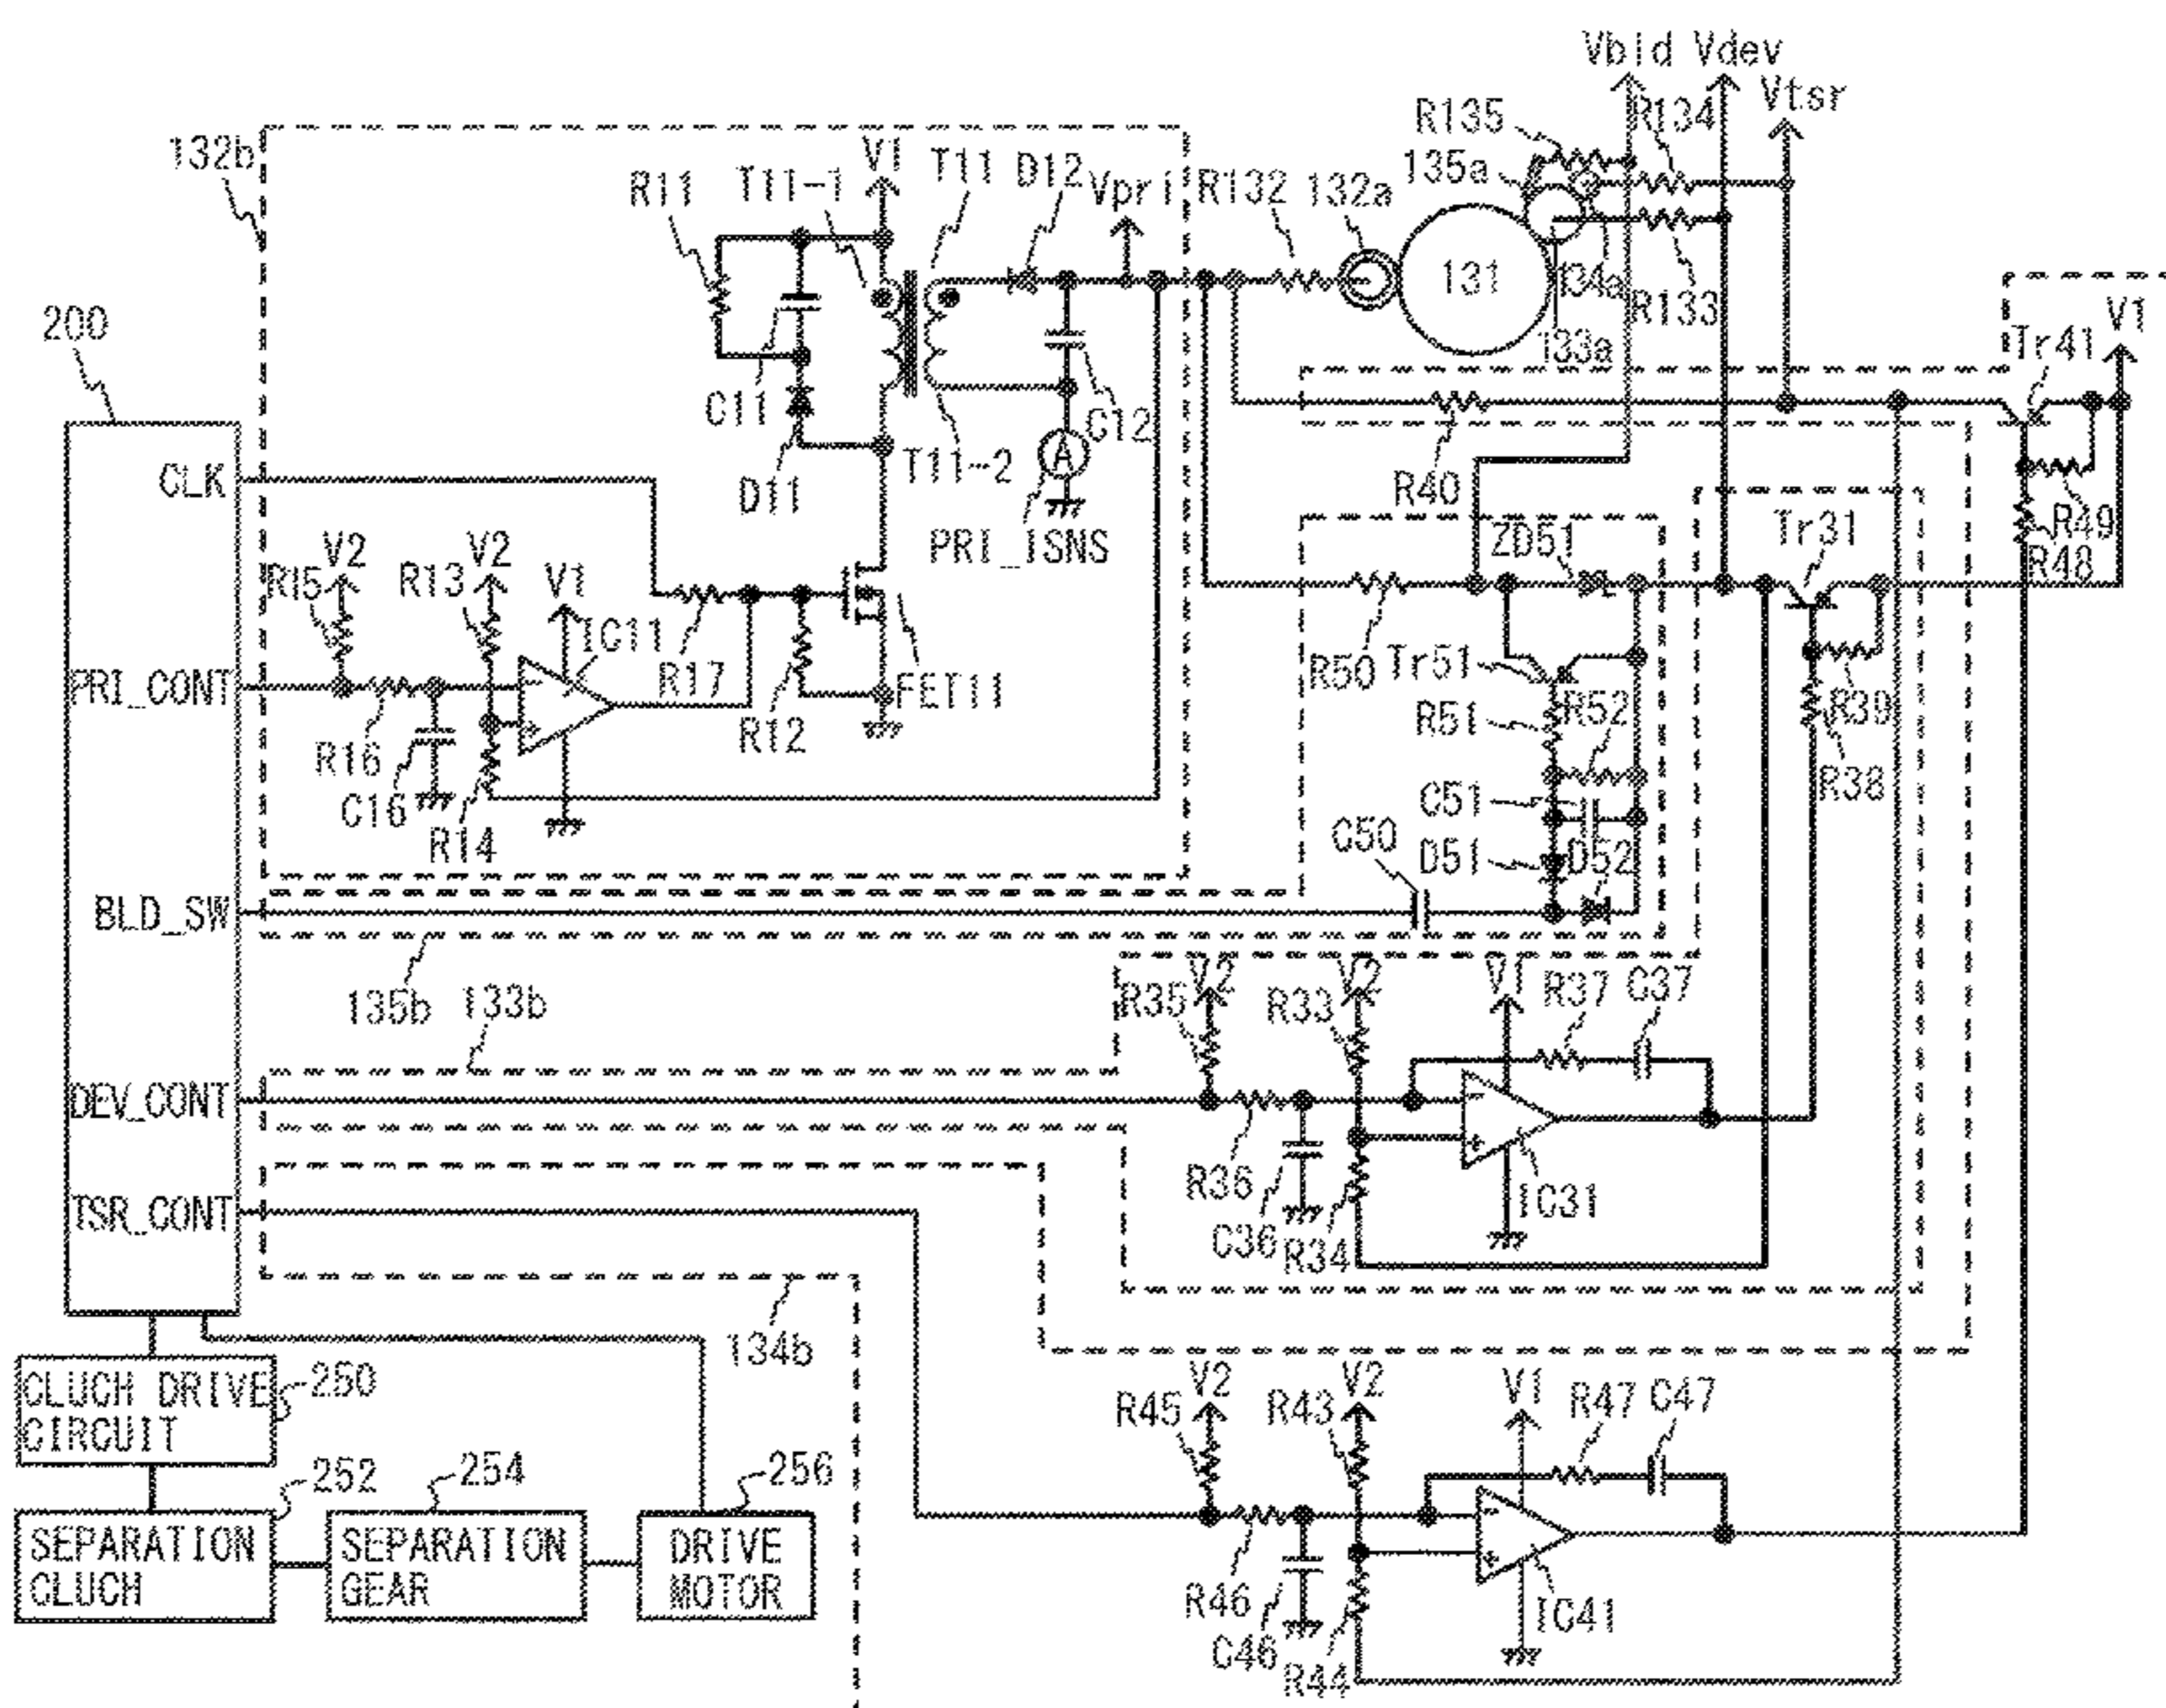 Vbld Vdev
Vtsr
R135
R134
132b
V1
T11
D12
R11
T11-1
Vpri
R132
132a
135a
131
134a
R133
133a
200
V1
Tr41
C11
D11
T11-2
C12
A
PRI_ISNS
R40
R49
R48
CLK
V2
V2
R15
R13
V1
IC11
ZD51
Tr31
PRI_CONT
R17
R12
FET11
R50
Tr51
R51
R52
R39
R38
R16
C16
R14
C51
C50
D51
D52
BLD_SW
135b
133b
V2
V2
V1
R35
R33
R37
C37
DEV_CONT
R36
C36
R34
IC31
TSR_CONT
134b
CLUCH DRIVE
CIRCUIT
250
V2
V2
V1
R45
R43
R47
C47
252
254
256
SEPARATION
CLUCH
SEPARATION
GEAR
DRIVE
MOTOR
R46
C46
R44
IC41